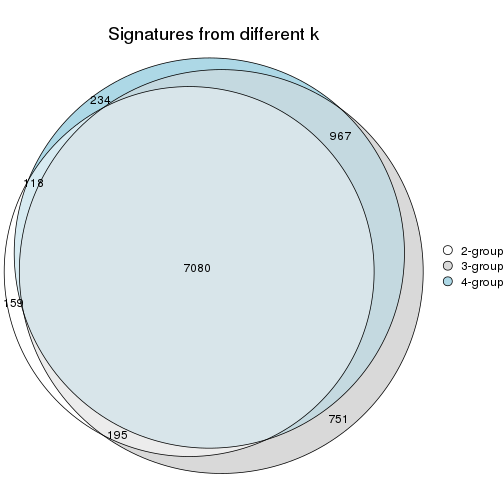 Signatures from different k
234
967
118
7080
159
751
195
2-group
3-group
4-group